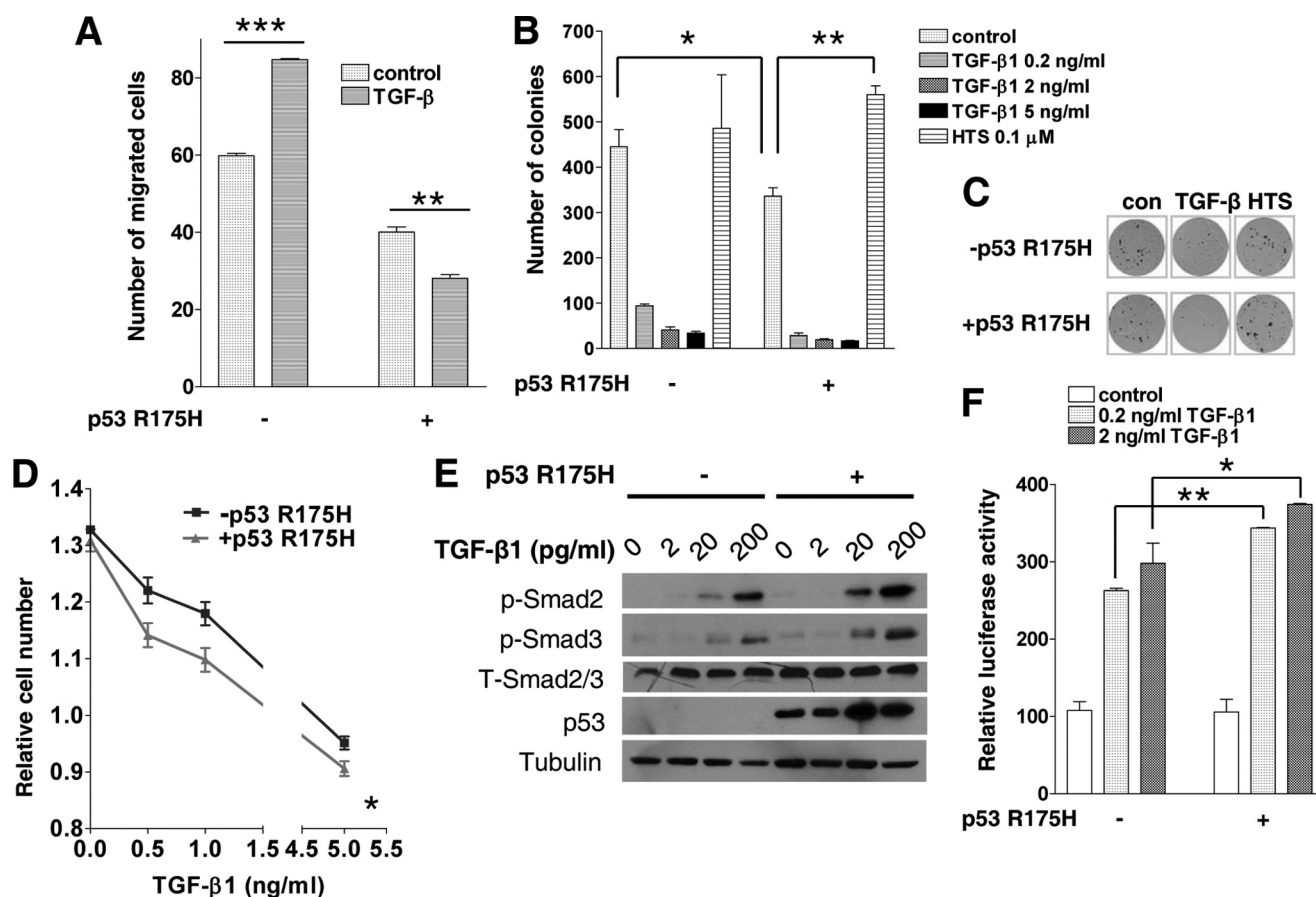 A
***
**
Number of migrated cells
80
60
40
20
0
control
TGF-β
p53 R175H - +
B
*
**
Number of colonies
700
600
500
400
300
200
100
0
control
TGF-β1 0.2 ng/ml
TGF-β1 2 ng/ml
TGF-β1 5 ng/ml
HTS 0.1 μM
p53 R175H - +
C
con TGF-β HTS
-p53 R175H
+p53 R175H
D
Relative cell number
1.4
1.3
1.2
1.1
1.0
0.9
0.8
-p53 R175H
+p53 R175H
*
0.0 0.5 1.0 1.5 4.5 5.0 5.5
TGF-β1 (ng/ml)
E
p53 R175H - +
TGF-β1 (pg/ml) 0 2 20 200 0 2 20 200
p-Smad2
p-Smad3
T-Smad2/3
p53
Tubulin
F
control
0.2 ng/ml TGF-β1
2 ng/ml TGF-β1
*
**
Relative luciferase activity
400
300
200
100
0
p53 R175H - +